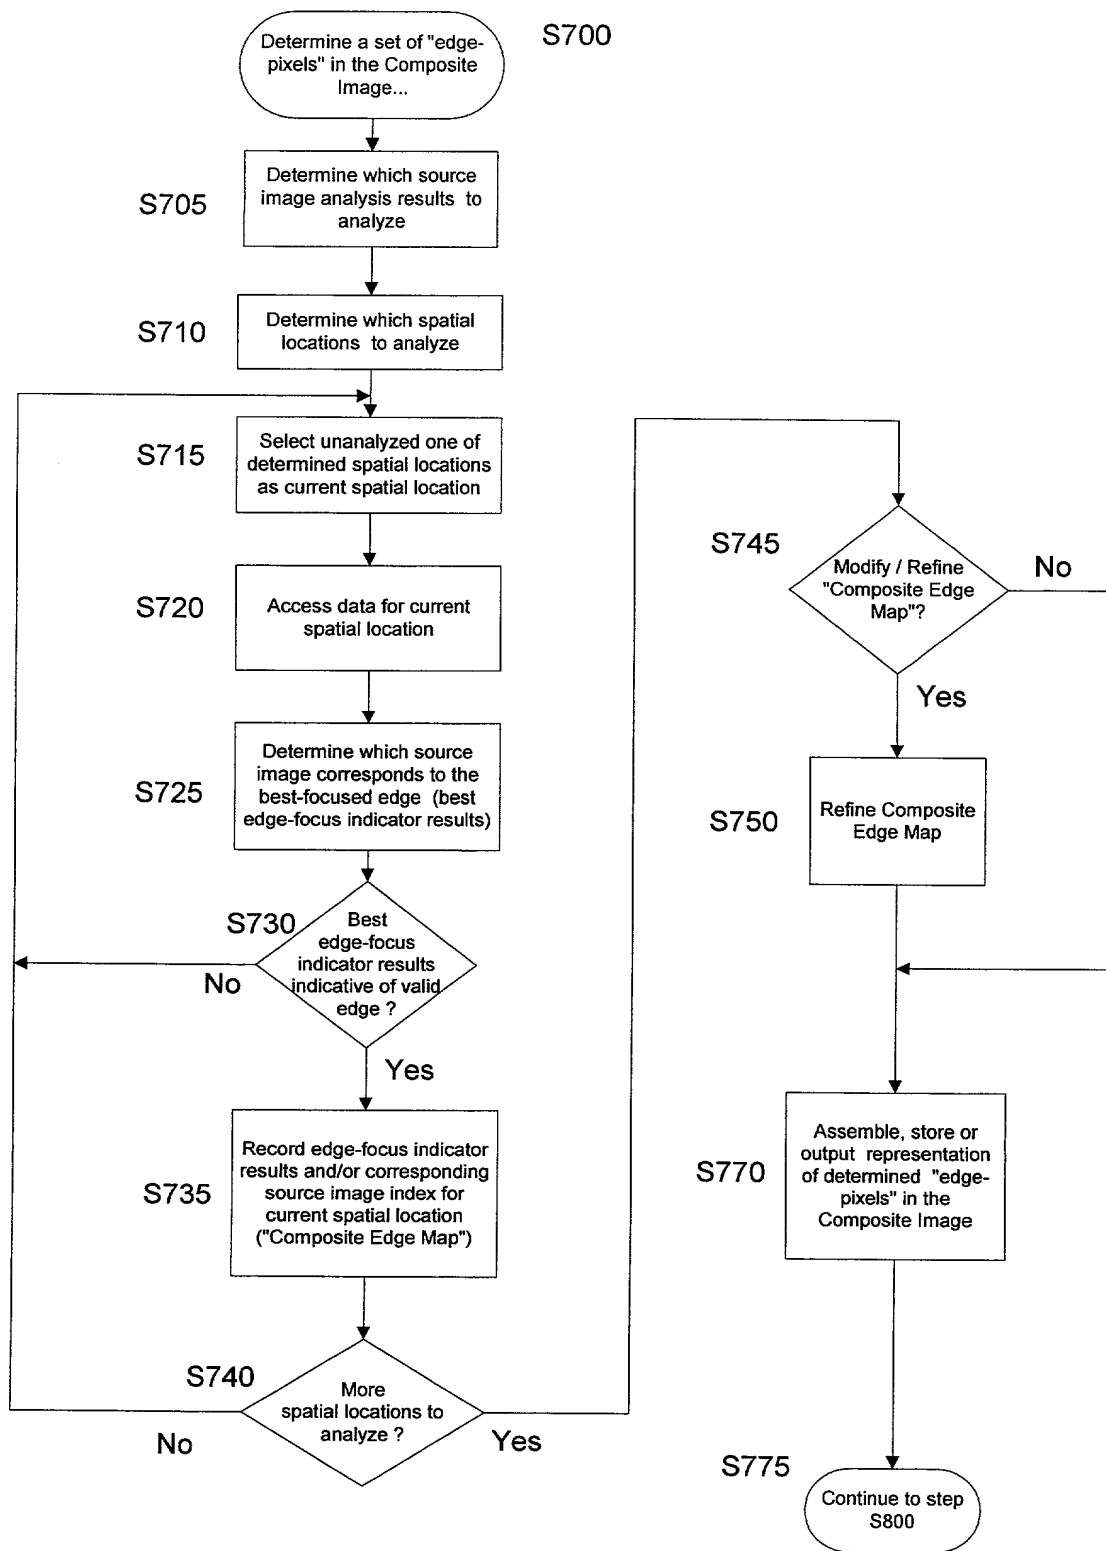 S700
Determine a set of "edge-
pixels" in the Composite
Image...
S705
Determine which source
image analysis results to
analyze
S710
Determine which spatial
locations to analyze
S715
Select unanalyzed one of
determined spatial locations
as current spatial location
S720
Access data for current
spatial location
S725
Determine which source
image corresponds to the
best-focused edge (best
edge-focus indicator results)
S730
Best
edge-focus
indicator results
indicative of valid
edge ?
No
Yes
S735
Record edge-focus indicator
results and/or corresponding
source image index for
current spatial location
("Composite Edge Map")
S740
More
spatial locations to
analyze ?
No
Yes
S745
Modify / Refine
"Composite Edge
Map"?
No
Yes
S750
Refine Composite
Edge Map
S770
Assemble, store or
output representation
of determined "edge-
pixels" in the
Composite Image
S775
Continue to step
S800